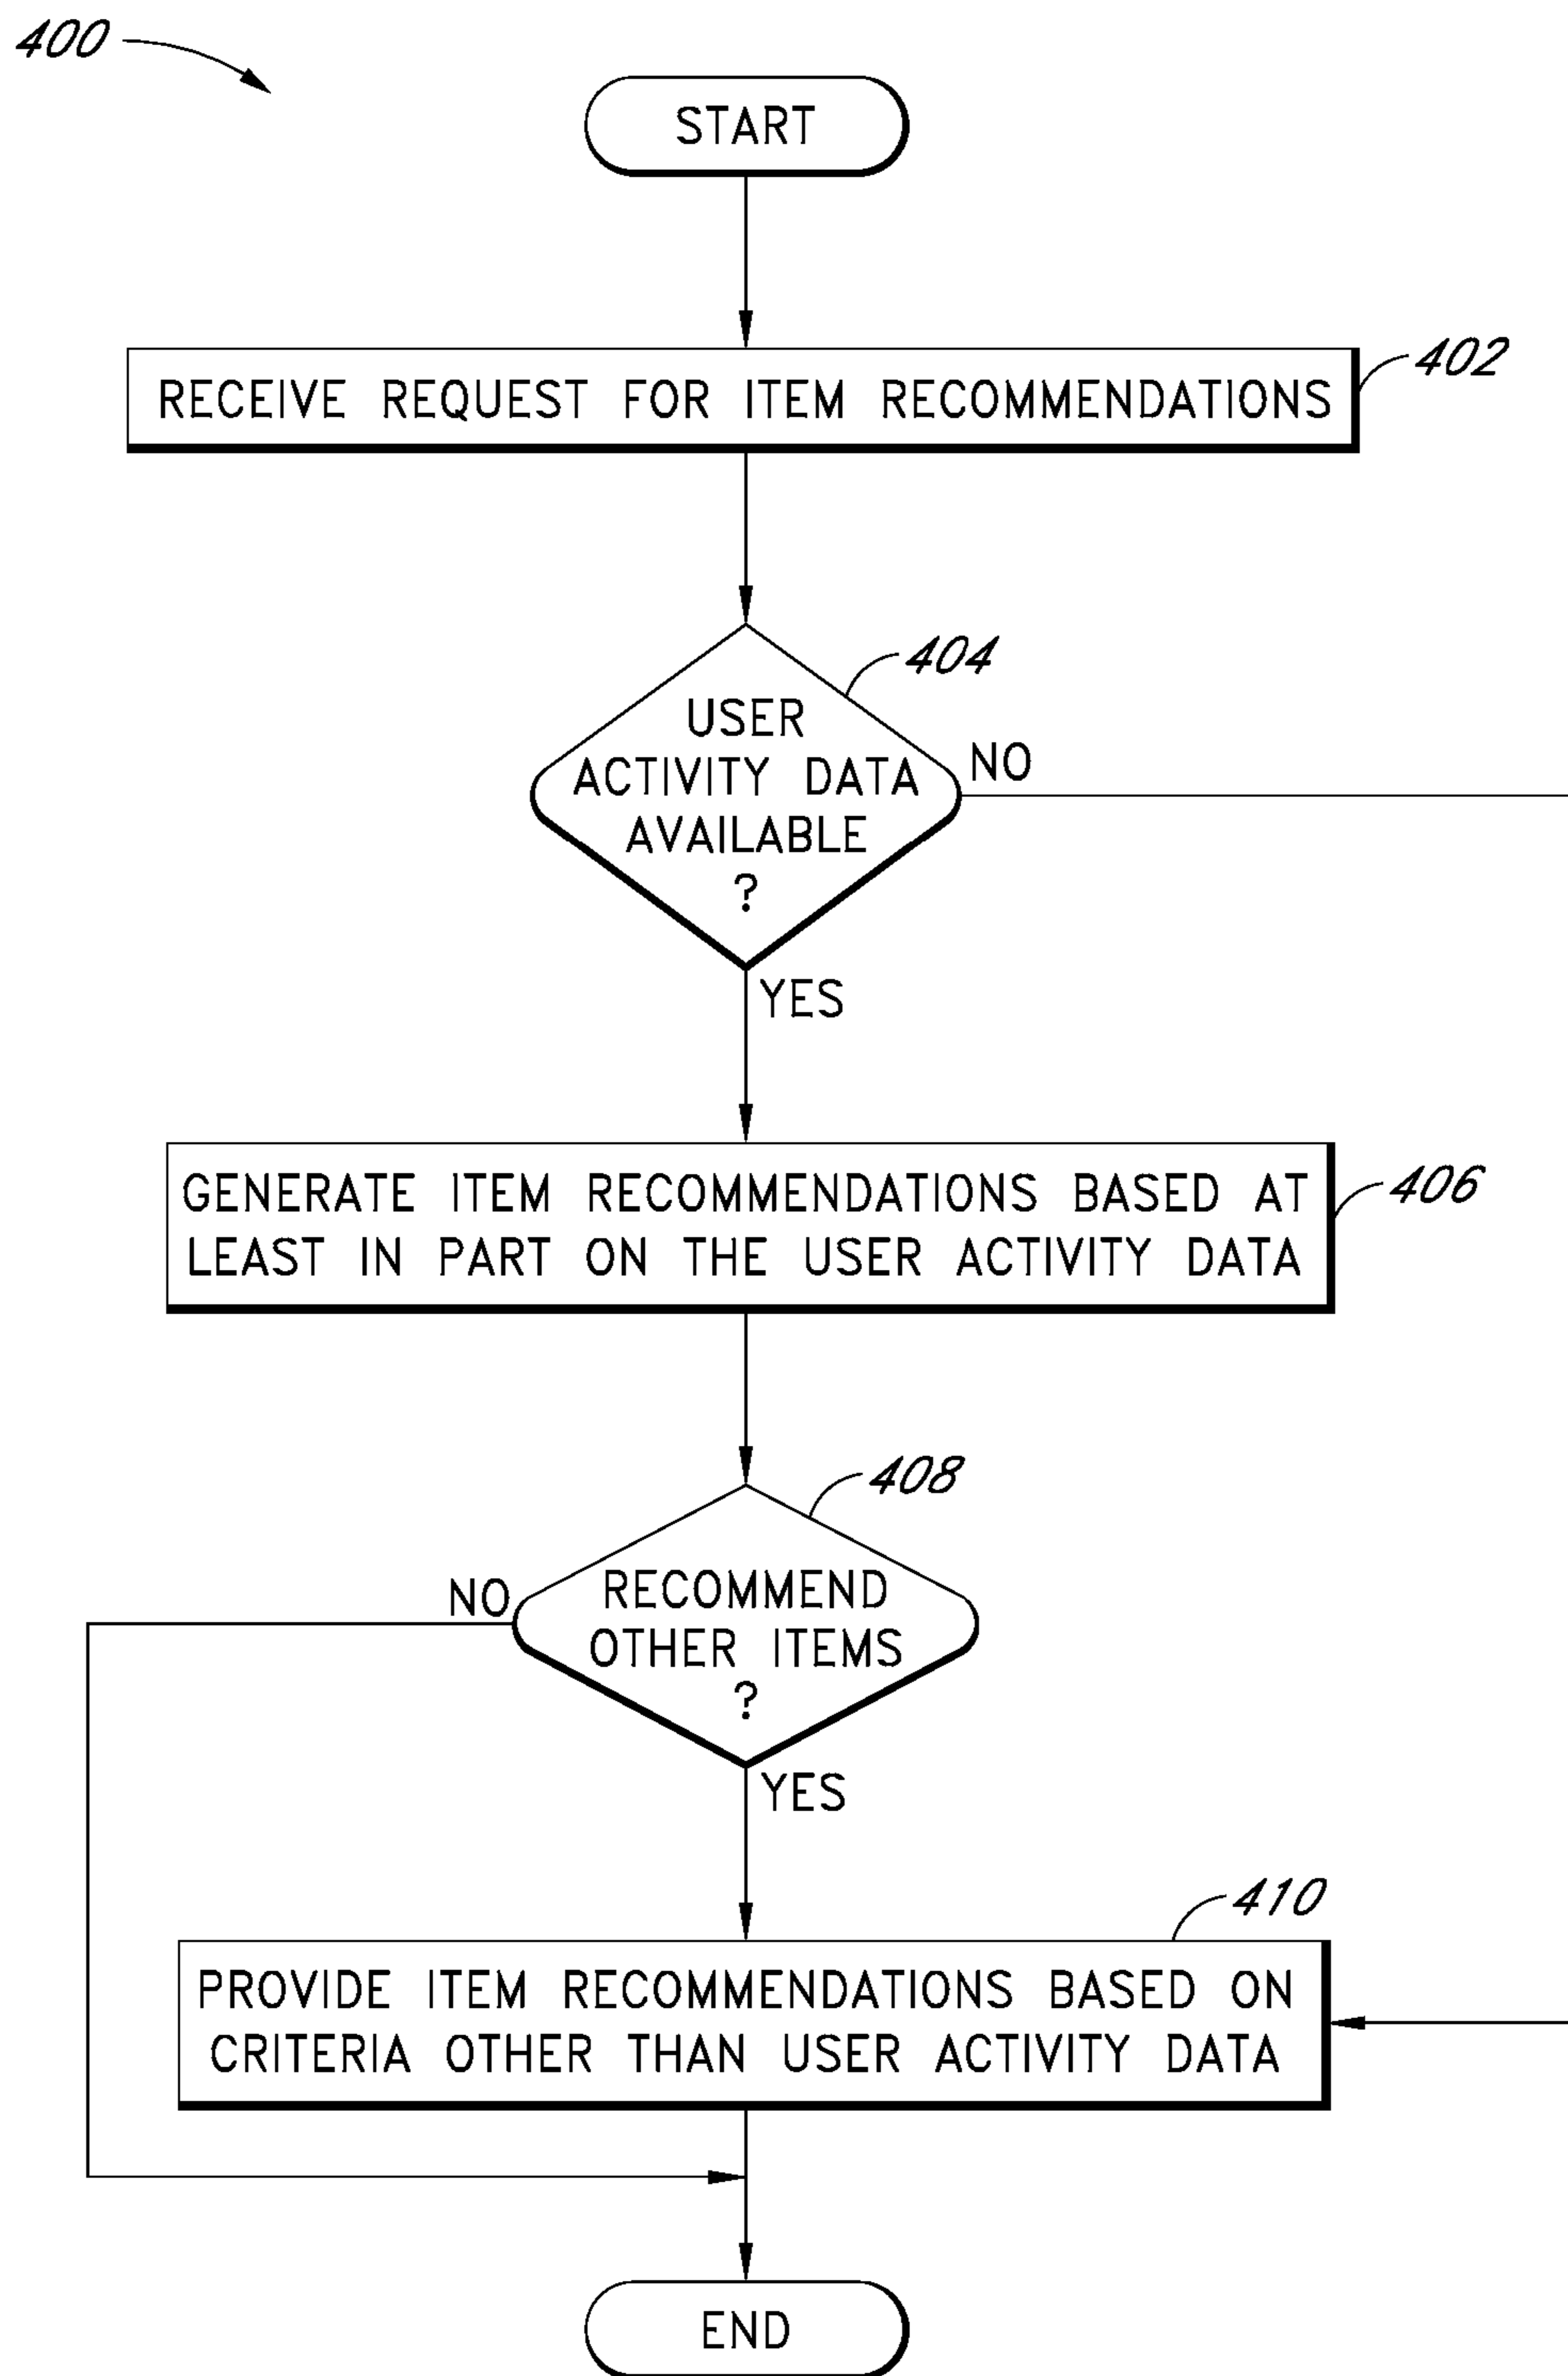 400
START
RECEIVE REQUEST FOR ITEM RECOMMENDATIONS
402
404
USER
ACTIVITY DATA
AVAILABLE
?
NO
YES
GENERATE ITEM RECOMMENDATIONS BASED AT
LEAST IN PART ON THE USER ACTIVITY DATA
406
408
NO
RECOMMEND
OTHER ITEMS
?
YES
410
PROVIDE ITEM RECOMMENDATIONS BASED ON
CRITERIA OTHER THAN USER ACTIVITY DATA
END